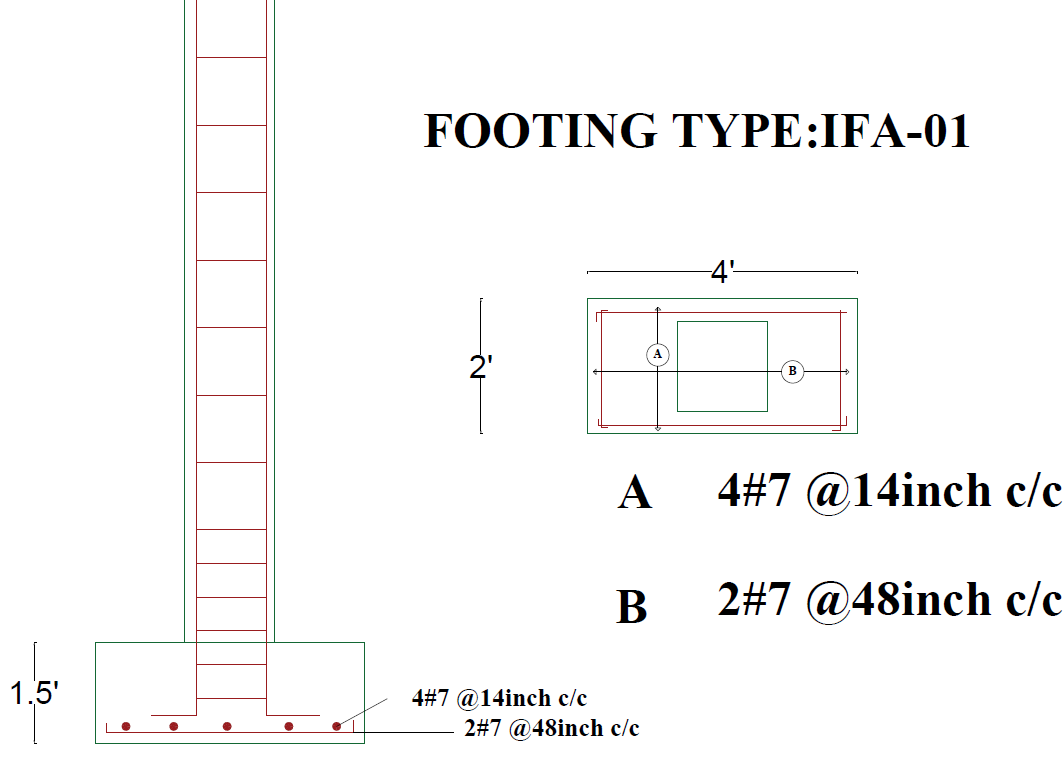 FOOTING TYPE:IFA-01
4'
2'
A
B
A 4#7 @14inch c/c
B 2#7 @48inch c/c
1.5'
4#7 @14inch c/c
2#7 @48inch c/c